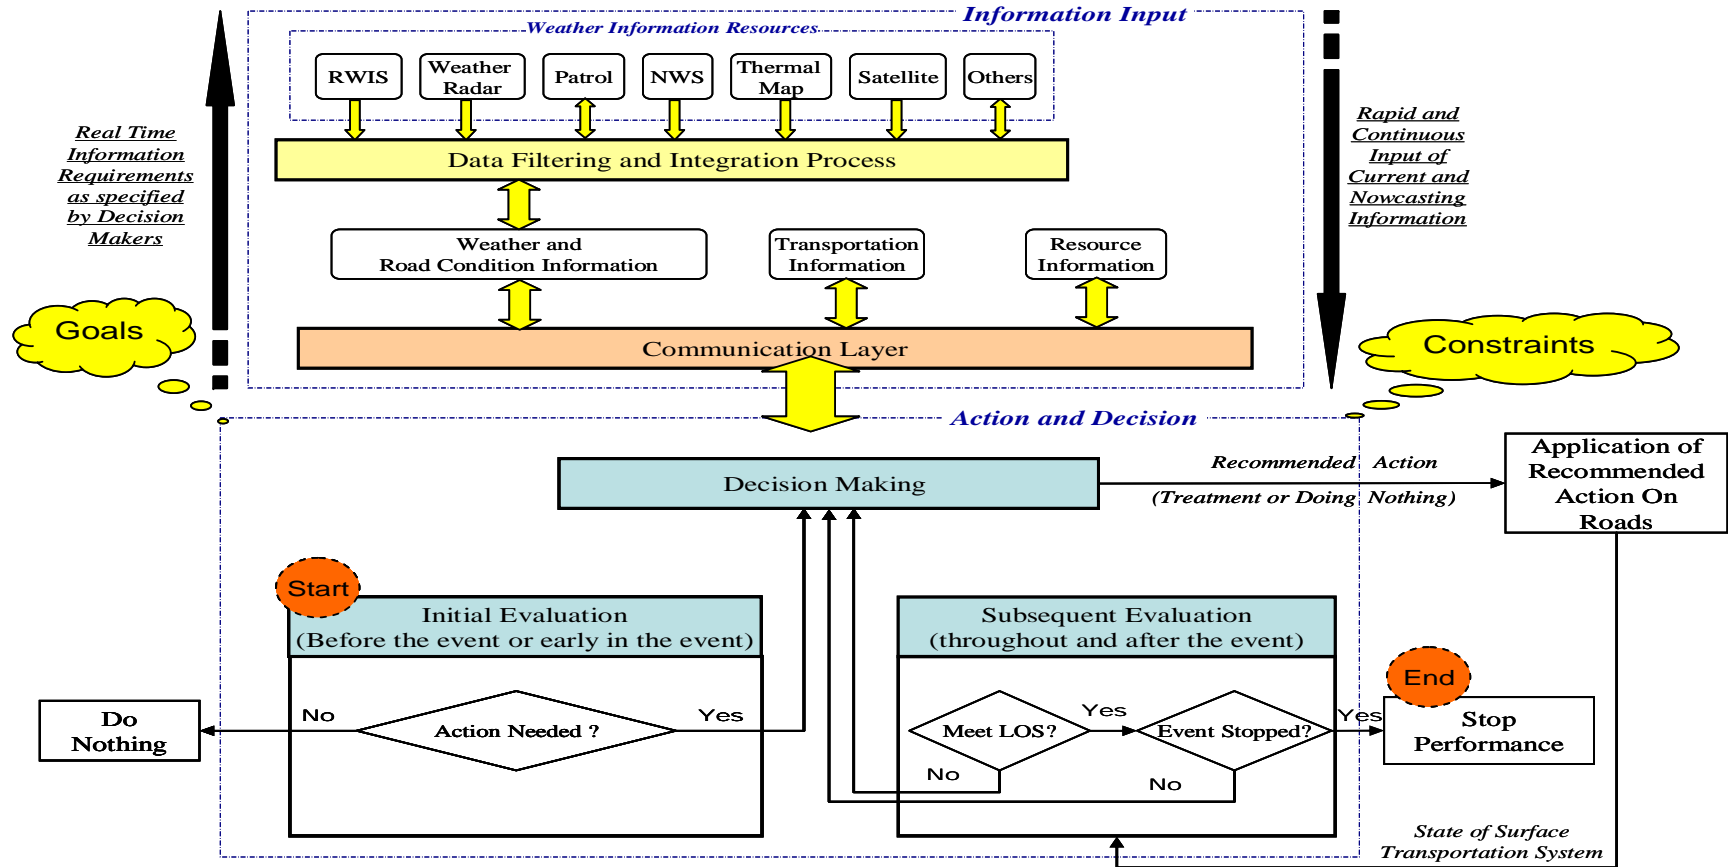 Information Input
Weather Information Resources
RWIS
Weather
Radar
Patrol
NWS
Thermal
Map
Satellite
Others
Data Filtering and Integration Process
Real Time
Information
Requirements
as specified
by Decision
Makers
Rapid and
Continuous
Input of
Current and
Nowcasting
Information
Weather and
Road Condition Information
Transportation
Information
Resource
Information
Goals
Communication Layer
Constraints
Action and Decision
Decision Making
Recommended Action
(Treatment or Doing Nothing)
Application of
Recommended
Action On
Roads
Start
Initial Evaluation
(Before the event or early in the event)
Subsequent Evaluation
(throughout and after the event)
End
Do
Nothing
No
Action Needed ?
Yes
Meet LOS?
Yes
Event Stopped?
Yes
Stop
Performance
No
No
State of Surface
Transportation System